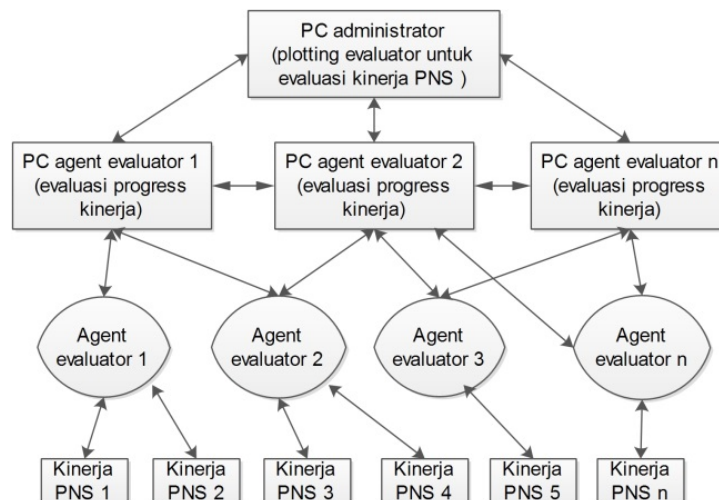 PC administrator
(plotting evaluator untuk
evaluasi kinerja PNS )
PC agent evaluator 1
(evaluasi progress
kinerja)
PC agent evaluator 2
(evaluasi progress
kinerja)
PC agent evaluator n
(evaluasi progress
kinerja)
Agent
evaluator 1
Agent
evaluator 2
Agent
evaluator 3
Agent
evaluator n
Kinerja
PNS 1
Kinerja
PNS 2
Kinerja
PNS 3
Kinerja
PNS 4
Kinerja
PNS 5
Kinerja
PNS n